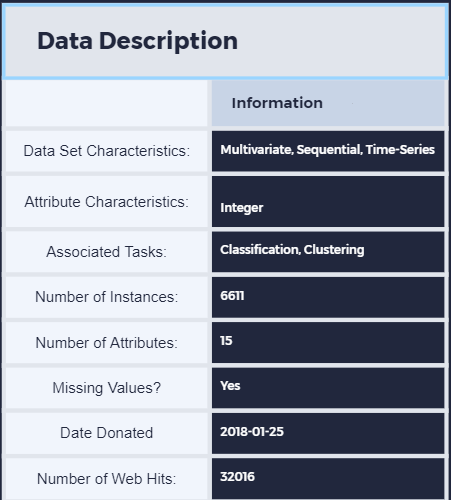 Data Description
Information
Data Set Characteristics: Multivariate, Sequential, Time-Series
Attribute Characteristics: Integer
Associated Tasks: Classification, Clustering
Number of Instances: 6611
Number of Attributes: 15
Missing Values? Yes
Date Donated 2018-01-25
Number of Web Hits: 32016